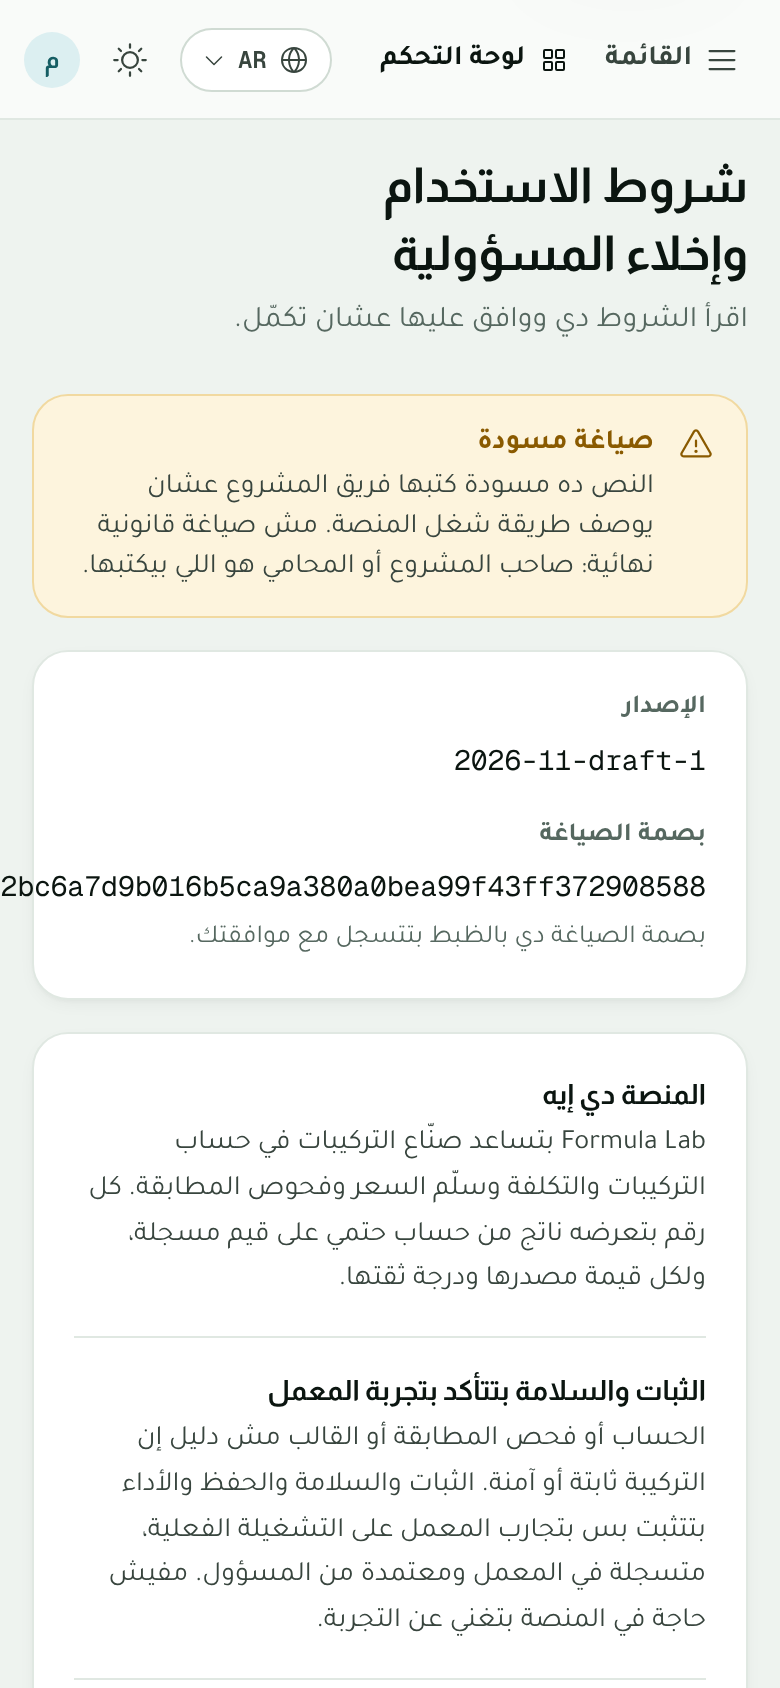 القائمة
لوحة التحكم
AR
م
شروط الاستخدام
وإخلاء المسؤولية
اقرأ الشروط دي ووافق عليها عشان تكمّل.
صياغة مسودة
النص ده مسودة كتبها فريق المشروع عشان
يوصف طريقة شغل المنصة. مش صياغة قانونية
نهائية: صاحب المشروع أو المحامي هو اللي بيكتبها.
الإصدار
2026-11-draft-1
بصمة الصياغة
2bc6a7d9b016b5ca9a380a0bea99f43ff372908588
بصمة الصياغة دي بالظبط بتتسجل مع موافقتك.
المنصة دي إيه
Formula Lab بتساعد صنّاع التركيبات في حساب
التركيبات والتكلفة وسلّم السعر وفحوص المطابقة. كل
رقم بتعرضه ناتج من حساب حتمي على قيم مسجلة،
ولكل قيمة مصدرها ودرجة ثقتها.
الثبات والسلامة بتتأكد بتجربة المعمل
الحساب أو فحص المطابقة أو القالب مش دليل إن
التركيبة ثابتة أو آمنة. الثبات والسلامة والحفظ والأداء
بتتثبت بس بتجارب المعمل على التشغيلة الفعلية،
متسجلة في المعمل ومعتمدة من المسؤول. مفيش
حاجة في المنصة بتغني عن التجربة.